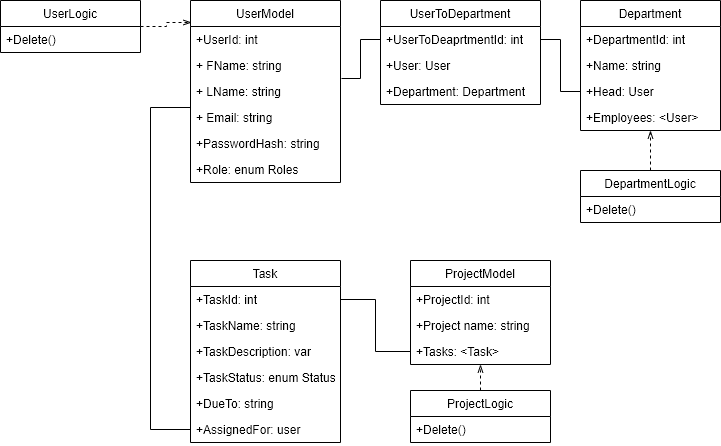 UserLogic
+Delete()
UserModel
+UserId: int
+ FName: string
+ LName: string
+ Email: string
+PasswordHash: string
+Role: enum Roles
UserToDepartment
+UserToDeaprtmentId: int
+User: User
+Department: Department
Department
+DepartmentId: int
+Name: string
+Head: User
+Employees: <User>
DepartmentLogic
+Delete()
Task
+TaskId: int
+TaskName: string
+TaskDescription: var
+TaskStatus: enum Status
+DueTo: string
+AssignedFor: user
ProjectModel
+ProjectId: int
+Project name: string
+Tasks: <Task>
ProjectLogic
+Delete()